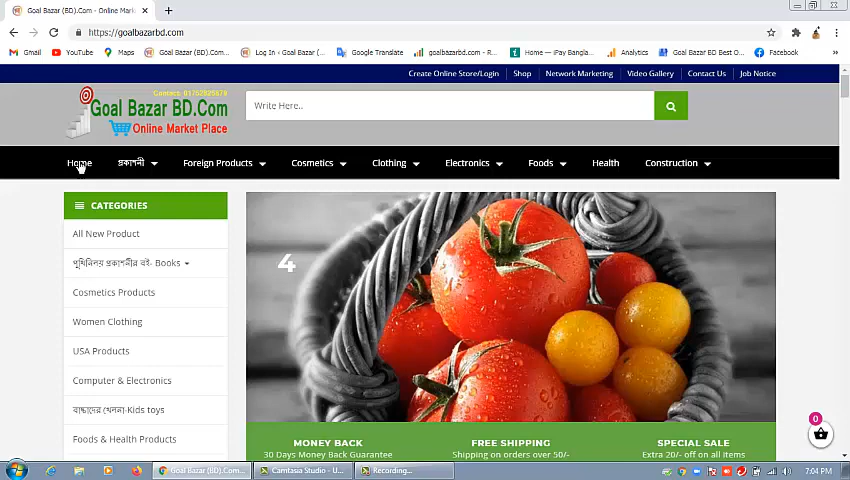 Goal Bazar (BD).Com - Online Mark
https://goalbazarbd.com
Gmail
YouTube
Maps
Goal Bazar (BD).Com...
Log In ‹ Goal Bazar (...
Google Translate
goalbazarbd.com - R...
Home — iPay Bangla...
Analytics
Goal Bazar BD Best O...
Facebook
Create Online Store/Login
Shop
Network Marketing
Video Gallery
Contact Us
Job Notice
Goal Bazar BD.Com
Online Market Place
Write Here..
Home
প্রকাশনী
Foreign Products
Cosmetics
Clothing
Electronics
Foods
Health
Construction
CATEGORIES
All New Product
পুথিনিলয় প্রকাশনীর বই- Books
Cosmetics Products
Women Clothing
USA Products
Computer & Electronics
বাচ্চাদের খেলনা-Kids toys
Foods & Health Products
4
MONEY BACK
30 Days Money Back Guarantee
FREE SHIPPING
Shipping on orders over 50/-
SPECIAL SALE
Extra 20/- off on all items
0
Goal Bazar (BD).Com...
Camtasia Studio - U...
Recording...
7:04 PM